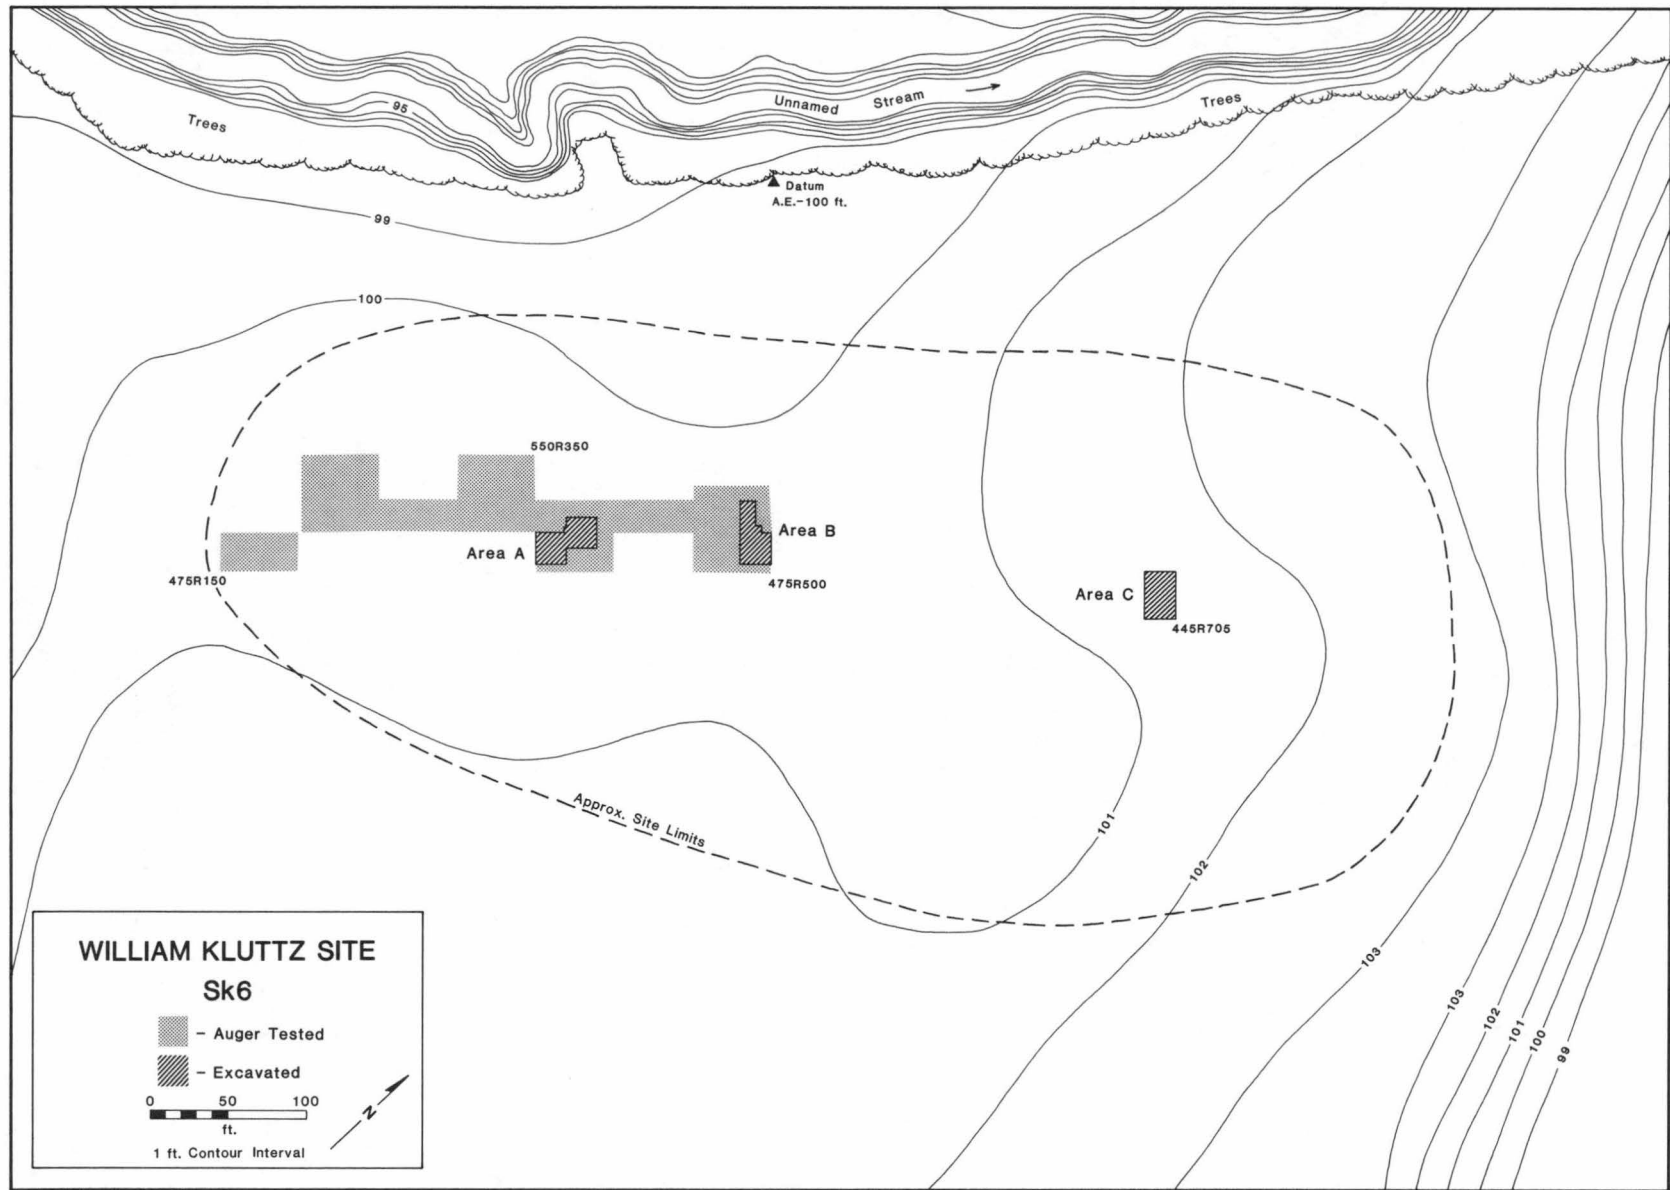 95
Unnamed Stream
Trees
Trees
Datum
A.E.-100 ft.
99
100
550R350
Area A
Area B
475R150
475R500
Area C
445R705
Approx. Site Limits
101
102
103
103
102
101
100
99
WILLIAM KLUTTZ SITE
Sk6
- Auger Tested
- Excavated
0 50 100
ft.
N
1 ft. Contour Interval